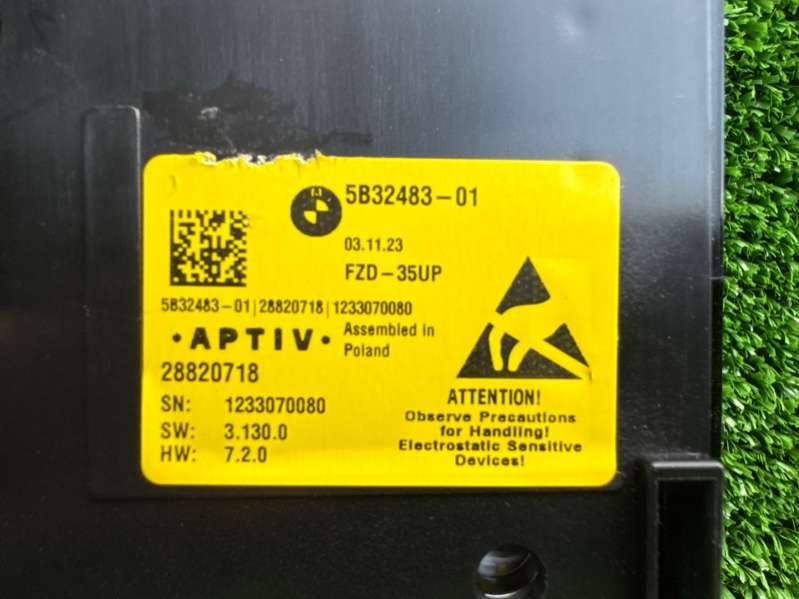 5B32483-01
03.11.23
FZD-35UP
5B32483-01|28820718|1233070080
·APTIV·
Assembled in
Poland
28820718
SN: 1233070080
SW: 3.130.0
HW: 7.2.0
ATTENTION!
Observe Precautions
for Handling!
Electrostatic Sensitive
Devices!